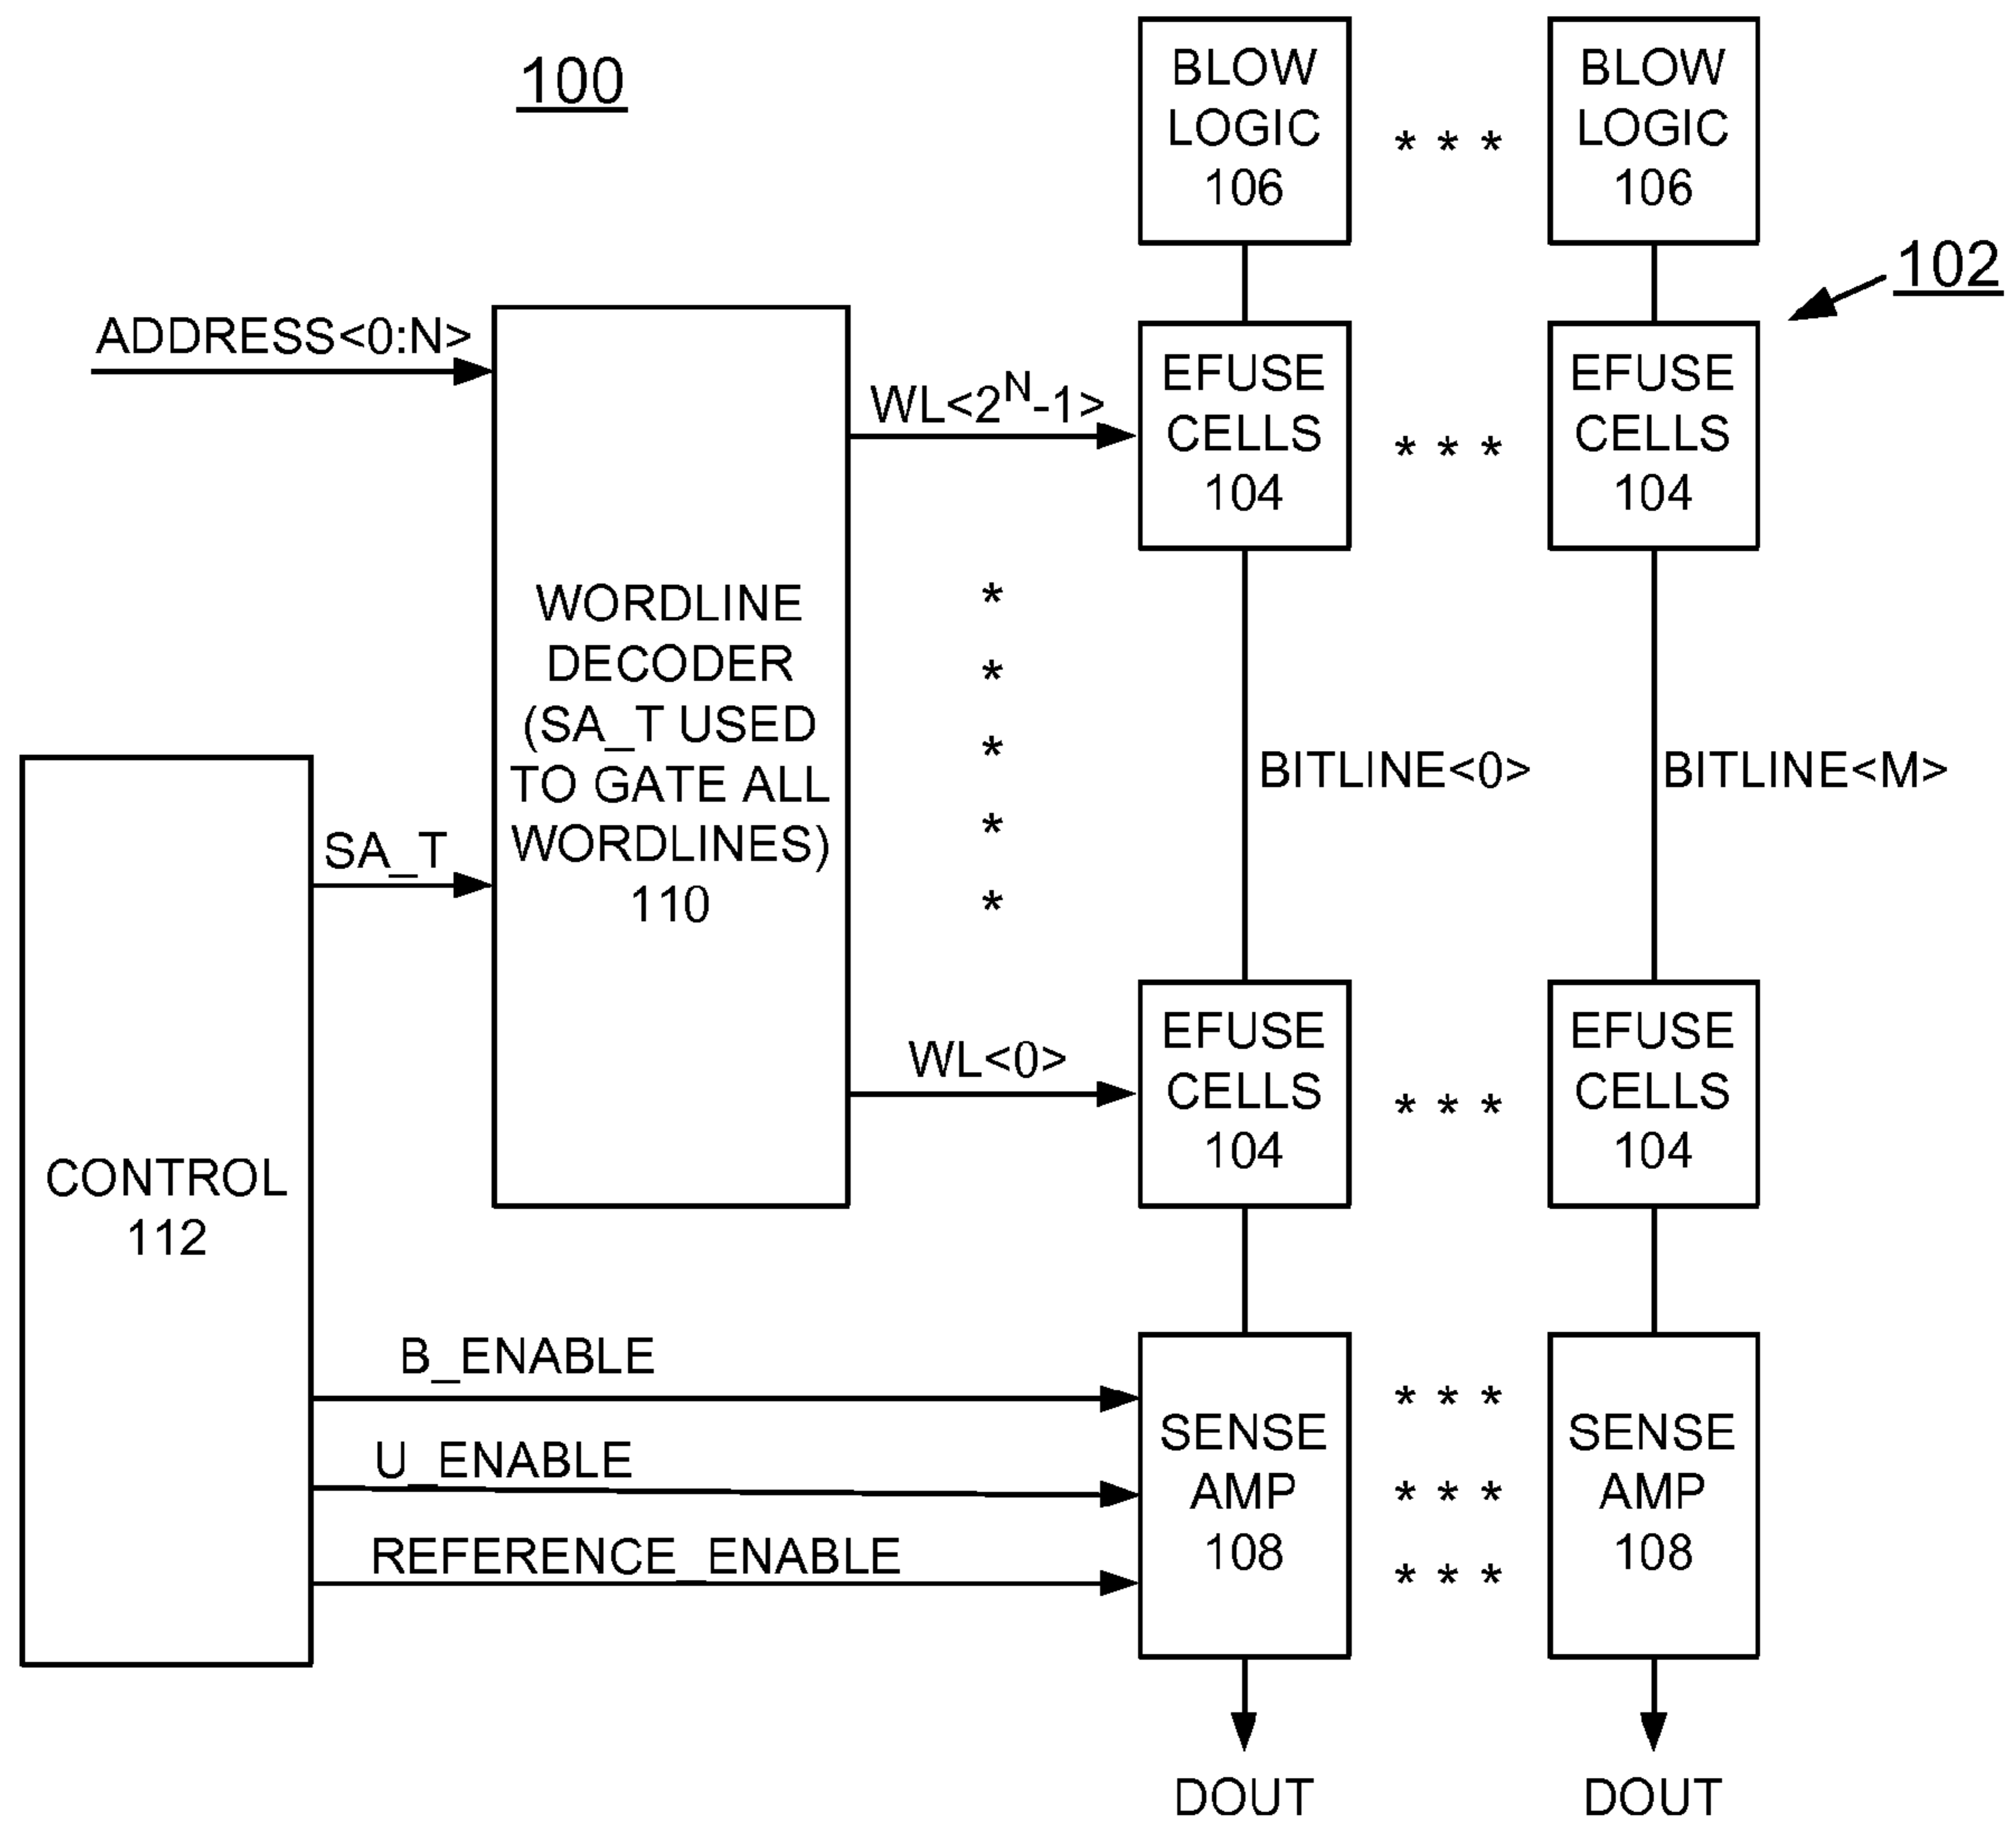 100
BLOW
LOGIC
106
* * *
BLOW
LOGIC
106
102
ADDRESS<0:N>
WL<2^N-1>
EFUSE
CELLS
104
* * *
EFUSE
CELLS
104
WORDLINE
DECODER
(SA_T USED
TO GATE ALL
WORDLINES)
110
*
*
*
*
*
BITLINE<0>
BITLINE<M>
SA_T
WL<0>
EFUSE
CELLS
104
* * *
EFUSE
CELLS
104
CONTROL
112
B_ENABLE
U_ENABLE
REFERENCE_ENABLE
SENSE
AMP
108
* * *
* * *
* * *
SENSE
AMP
108
DOUT
DOUT